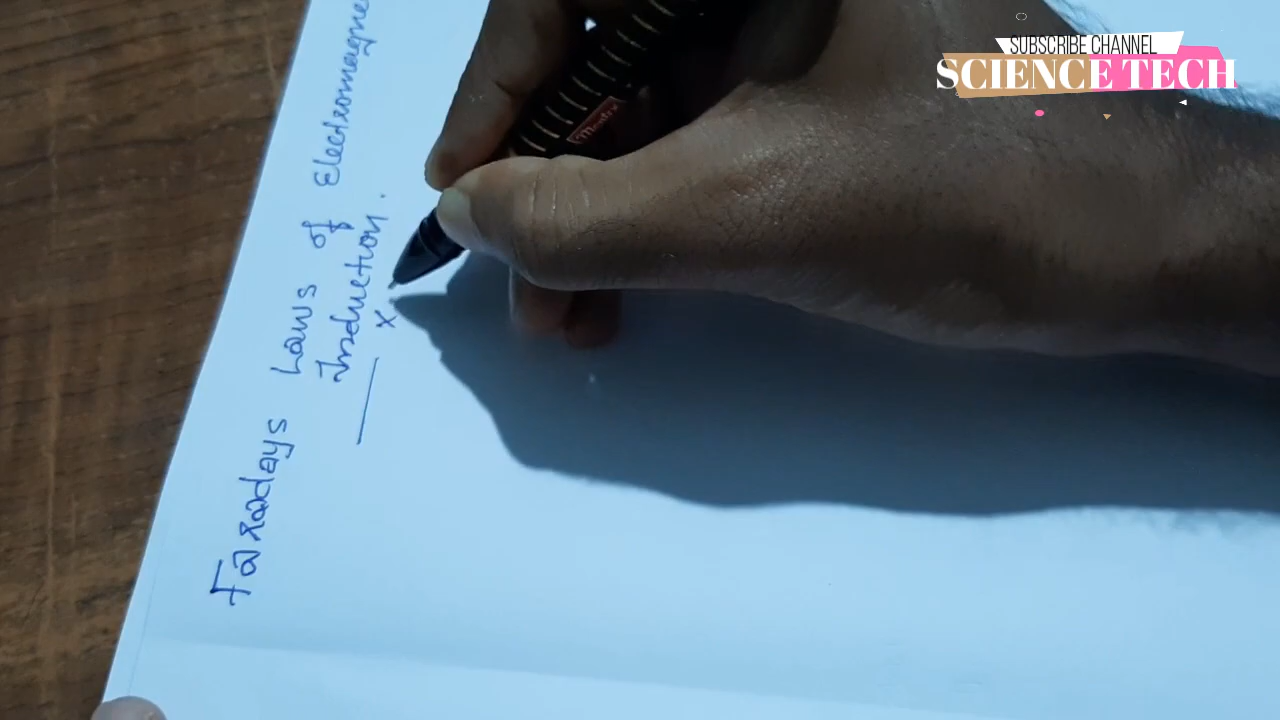 SUBSCRIBE CHANNEL
SCIENCE TECH
Faradays Laws of Electromagne
Induction.
x